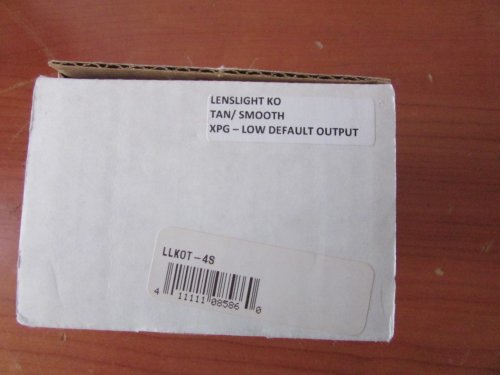 LENSLIGHT KO
TAN/ SMOOTH
XPG – LOW DEFAULT OUTPUT
LLKOT-4S
4 11111 08586 0